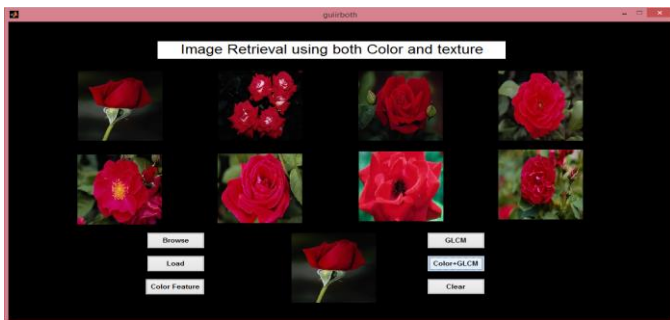 guiirboth
Image Retrieval using both Color and texture
Browse
GLCM
Load
Color+GLCM
Color Feature
Clear